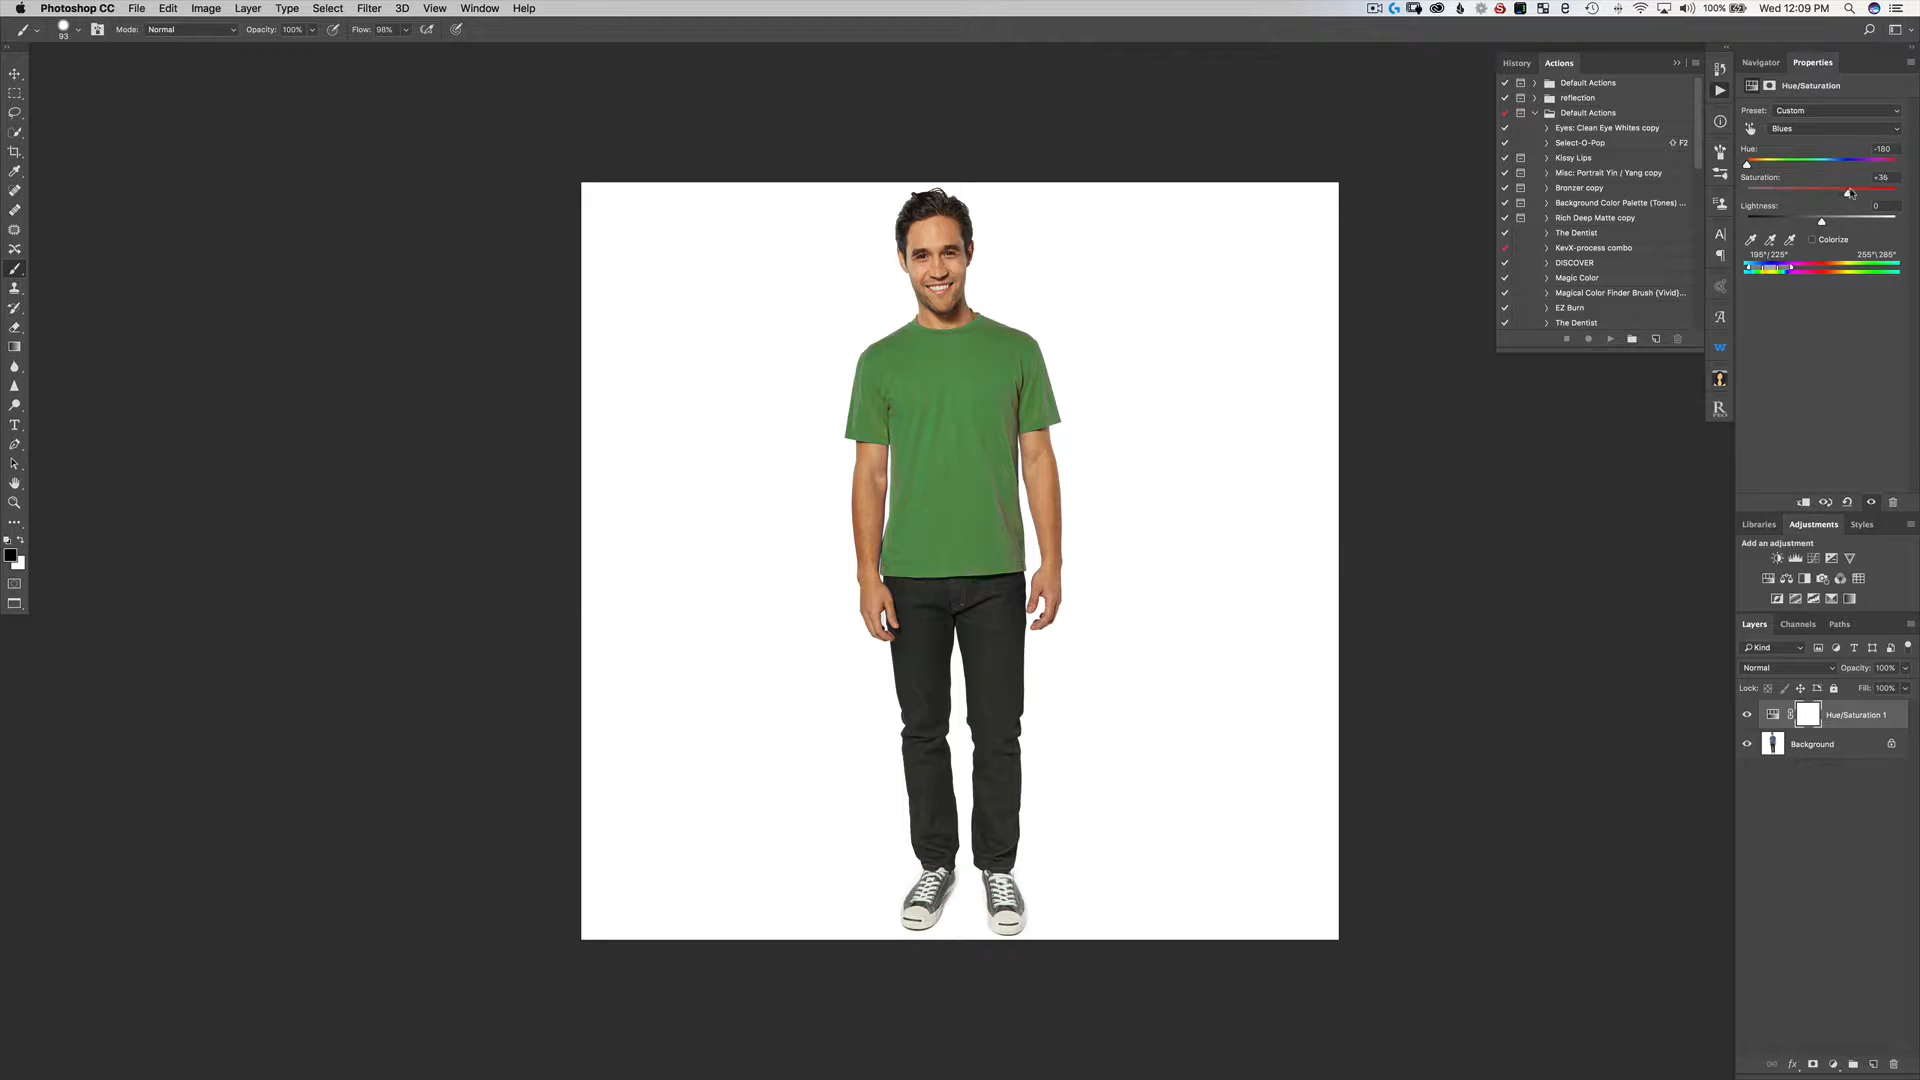 Photoshop CC File Edit Image Layer Type Select Filter 3D View Window Help 100% Wed 12:09 PM
93 Mode: Normal Opacity: 100% Flow: 98%
History Actions
Default Actions
reflection
Default Actions
Eyes: Clean Eye Whites copy
Select-O-Pop F2
Kissy Lips
Misc: Portrait Yin / Yang copy
Bronzer copy
Background Color Palette (Tones) ...
Rich Deep Matte copy
The Dentist
KevX-process combo
DISCOVER
Magic Color
Magical Color Finder Brush {Vivid}...
EZ Burn
The Dentist
Navigator Properties
Hue/Saturation
Preset: Custom
Blues
Hue: -180
Saturation: +36
Lightness: 0
Colorize
195°/225° 255°\285°
Libraries Adjustments Styles
Add an adjustment
Layers Channels Paths
Kind
Normal Opacity: 100%
Lock: Fill: 100%
Hue/Saturation 1
Background